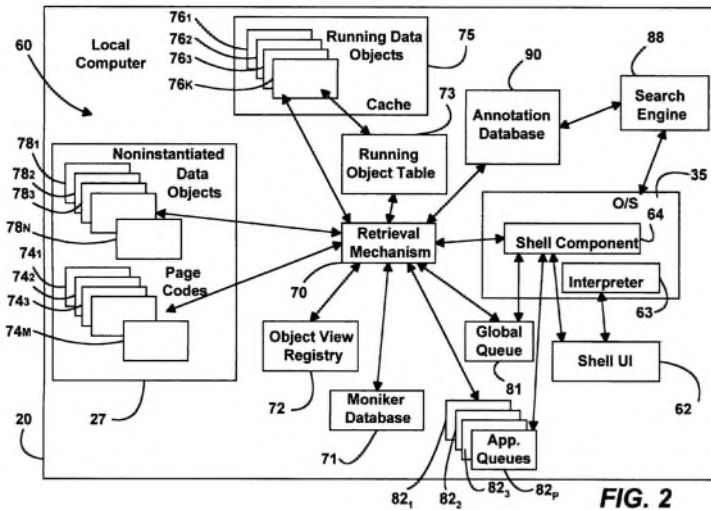 60
Local
Computer
76₁
76₂
76₃
76ₖ
Running Data
Objects
Cache
75
73
90
88
Annotation
Database
Search
Engine
Running
Object Table
78₁
78₂
78₃
78ₙ
Noninstantiated
Data
Objects
35
O/S
64
Retrieval
Mechanism
Shell Component
Interpreter
70
63
74₁
74₂
74₃
74ₘ
Page
Codes
Object View
Registry
Global
Queue
Shell UI
72
81
62
20
27
Moniker
Database
71
App.
Queues
82₁
82₂
82₃
82ₚ
FIG. 2